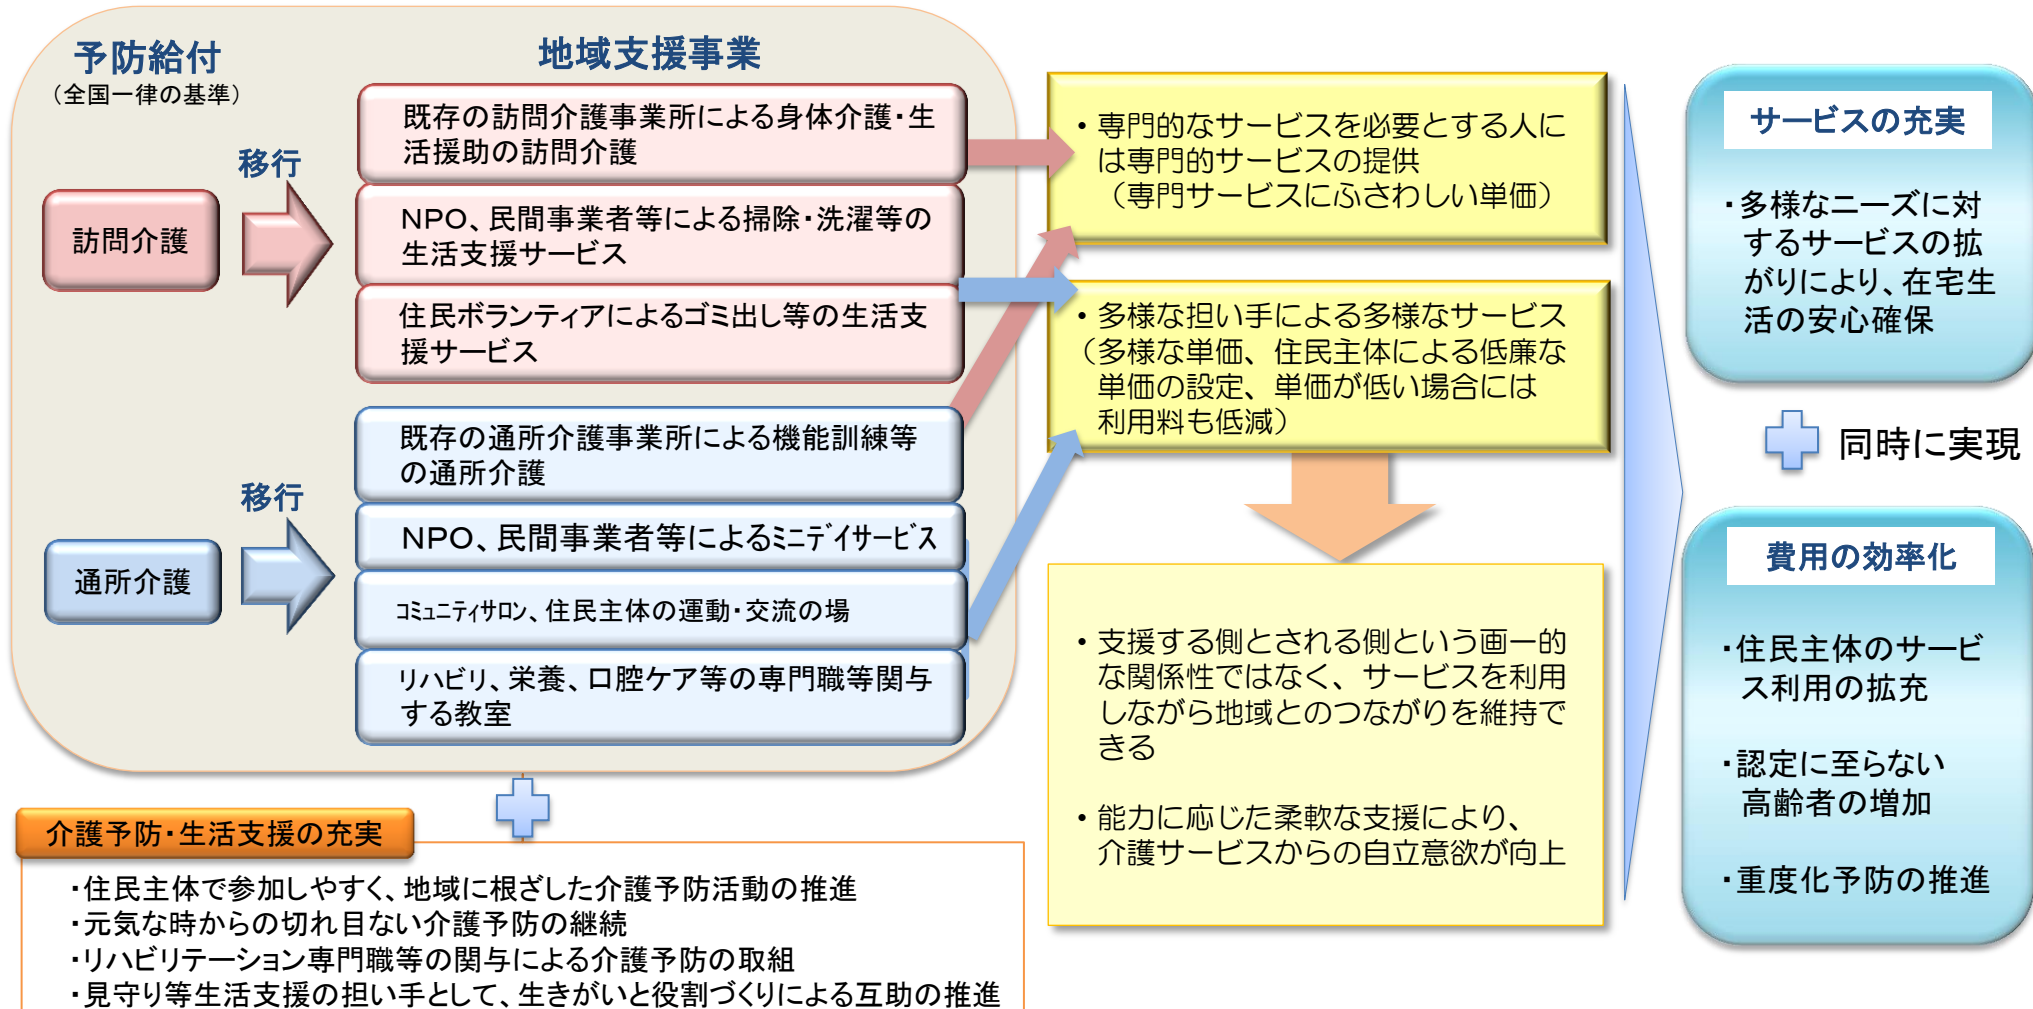 予防給付
（全国一律の基準）
地域支援事業
移行
訪問介護
既存の訪問介護事業所による身体介護・生
活援助の訪問介護
ＮＰＯ、民間事業者等による掃除・洗濯等の
生活支援サービス
住民ボランティアによるゴミ出し等の生活支
援サービス
移行
通所介護
既存の通所介護事業所による機能訓練等
の通所介護
ＮＰＯ、民間事業者等によるﾐﾆﾃﾞｲｻｰﾋﾞｽ
ｺﾐｭﾆﾃｨサロン、住民主体の運動・交流の場
リハビリ、栄養、口腔ケア等の専門職等関与
する教室
介護予防・生活支援の充実
・住民主体で参加しやすく、地域に根ざした介護予防活動の推進
・元気な時からの切れ目ない介護予防の継続
・リハビリテーション専門職等の関与による介護予防の取組
・見守り等生活支援の担い手として、生きがいと役割づくりによる互助の推進
・専門的なサービスを必要とする人に
は専門的サービスの提供
（専門サービスにふさわしい単価）
・多様な担い手による多様なサービス
（多様な単価、住民主体による低廉な
単価の設定、単価が低い場合には
利用料も低減）
・支援する側とされる側という画一的
な関係性ではなく、サービスを利用
しながら地域とのつながりを維持で
きる
・能力に応じた柔軟な支援により、
介護サービスからの自立意欲が向上
サービスの充実
・多様なニーズに対
するサービスの拡
がりにより、在宅生
活の安心確保
同時に実現
費用の効率化
・住民主体のサービ
ス利用の拡充
・認定に至らない
高齢者の増加
・重度化予防の推進